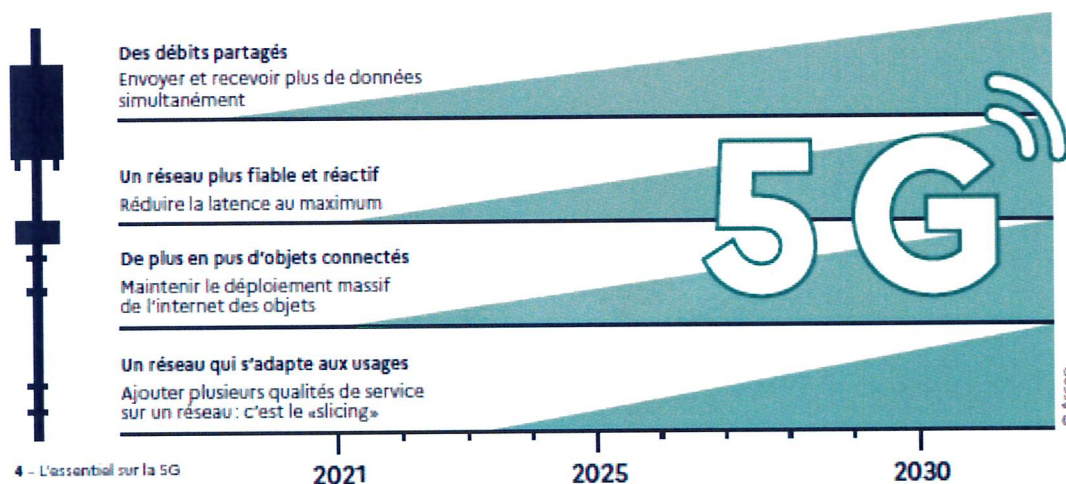 Des débits partagés
Envoyer et recevoir plus de données
simultanément
Un réseau plus fiable et réactif
Réduire la latence au maximum
De plus en pus d'objets connectés
Maintenir le déploiement massif
de l'internet des objets
Un réseau qui s'adapte aux usages
Ajouter plusieurs qualités de service
sur un réseau : c'est le «slicing»
5G
2021
2025
2030
4 - L'essentiel sur la 5G